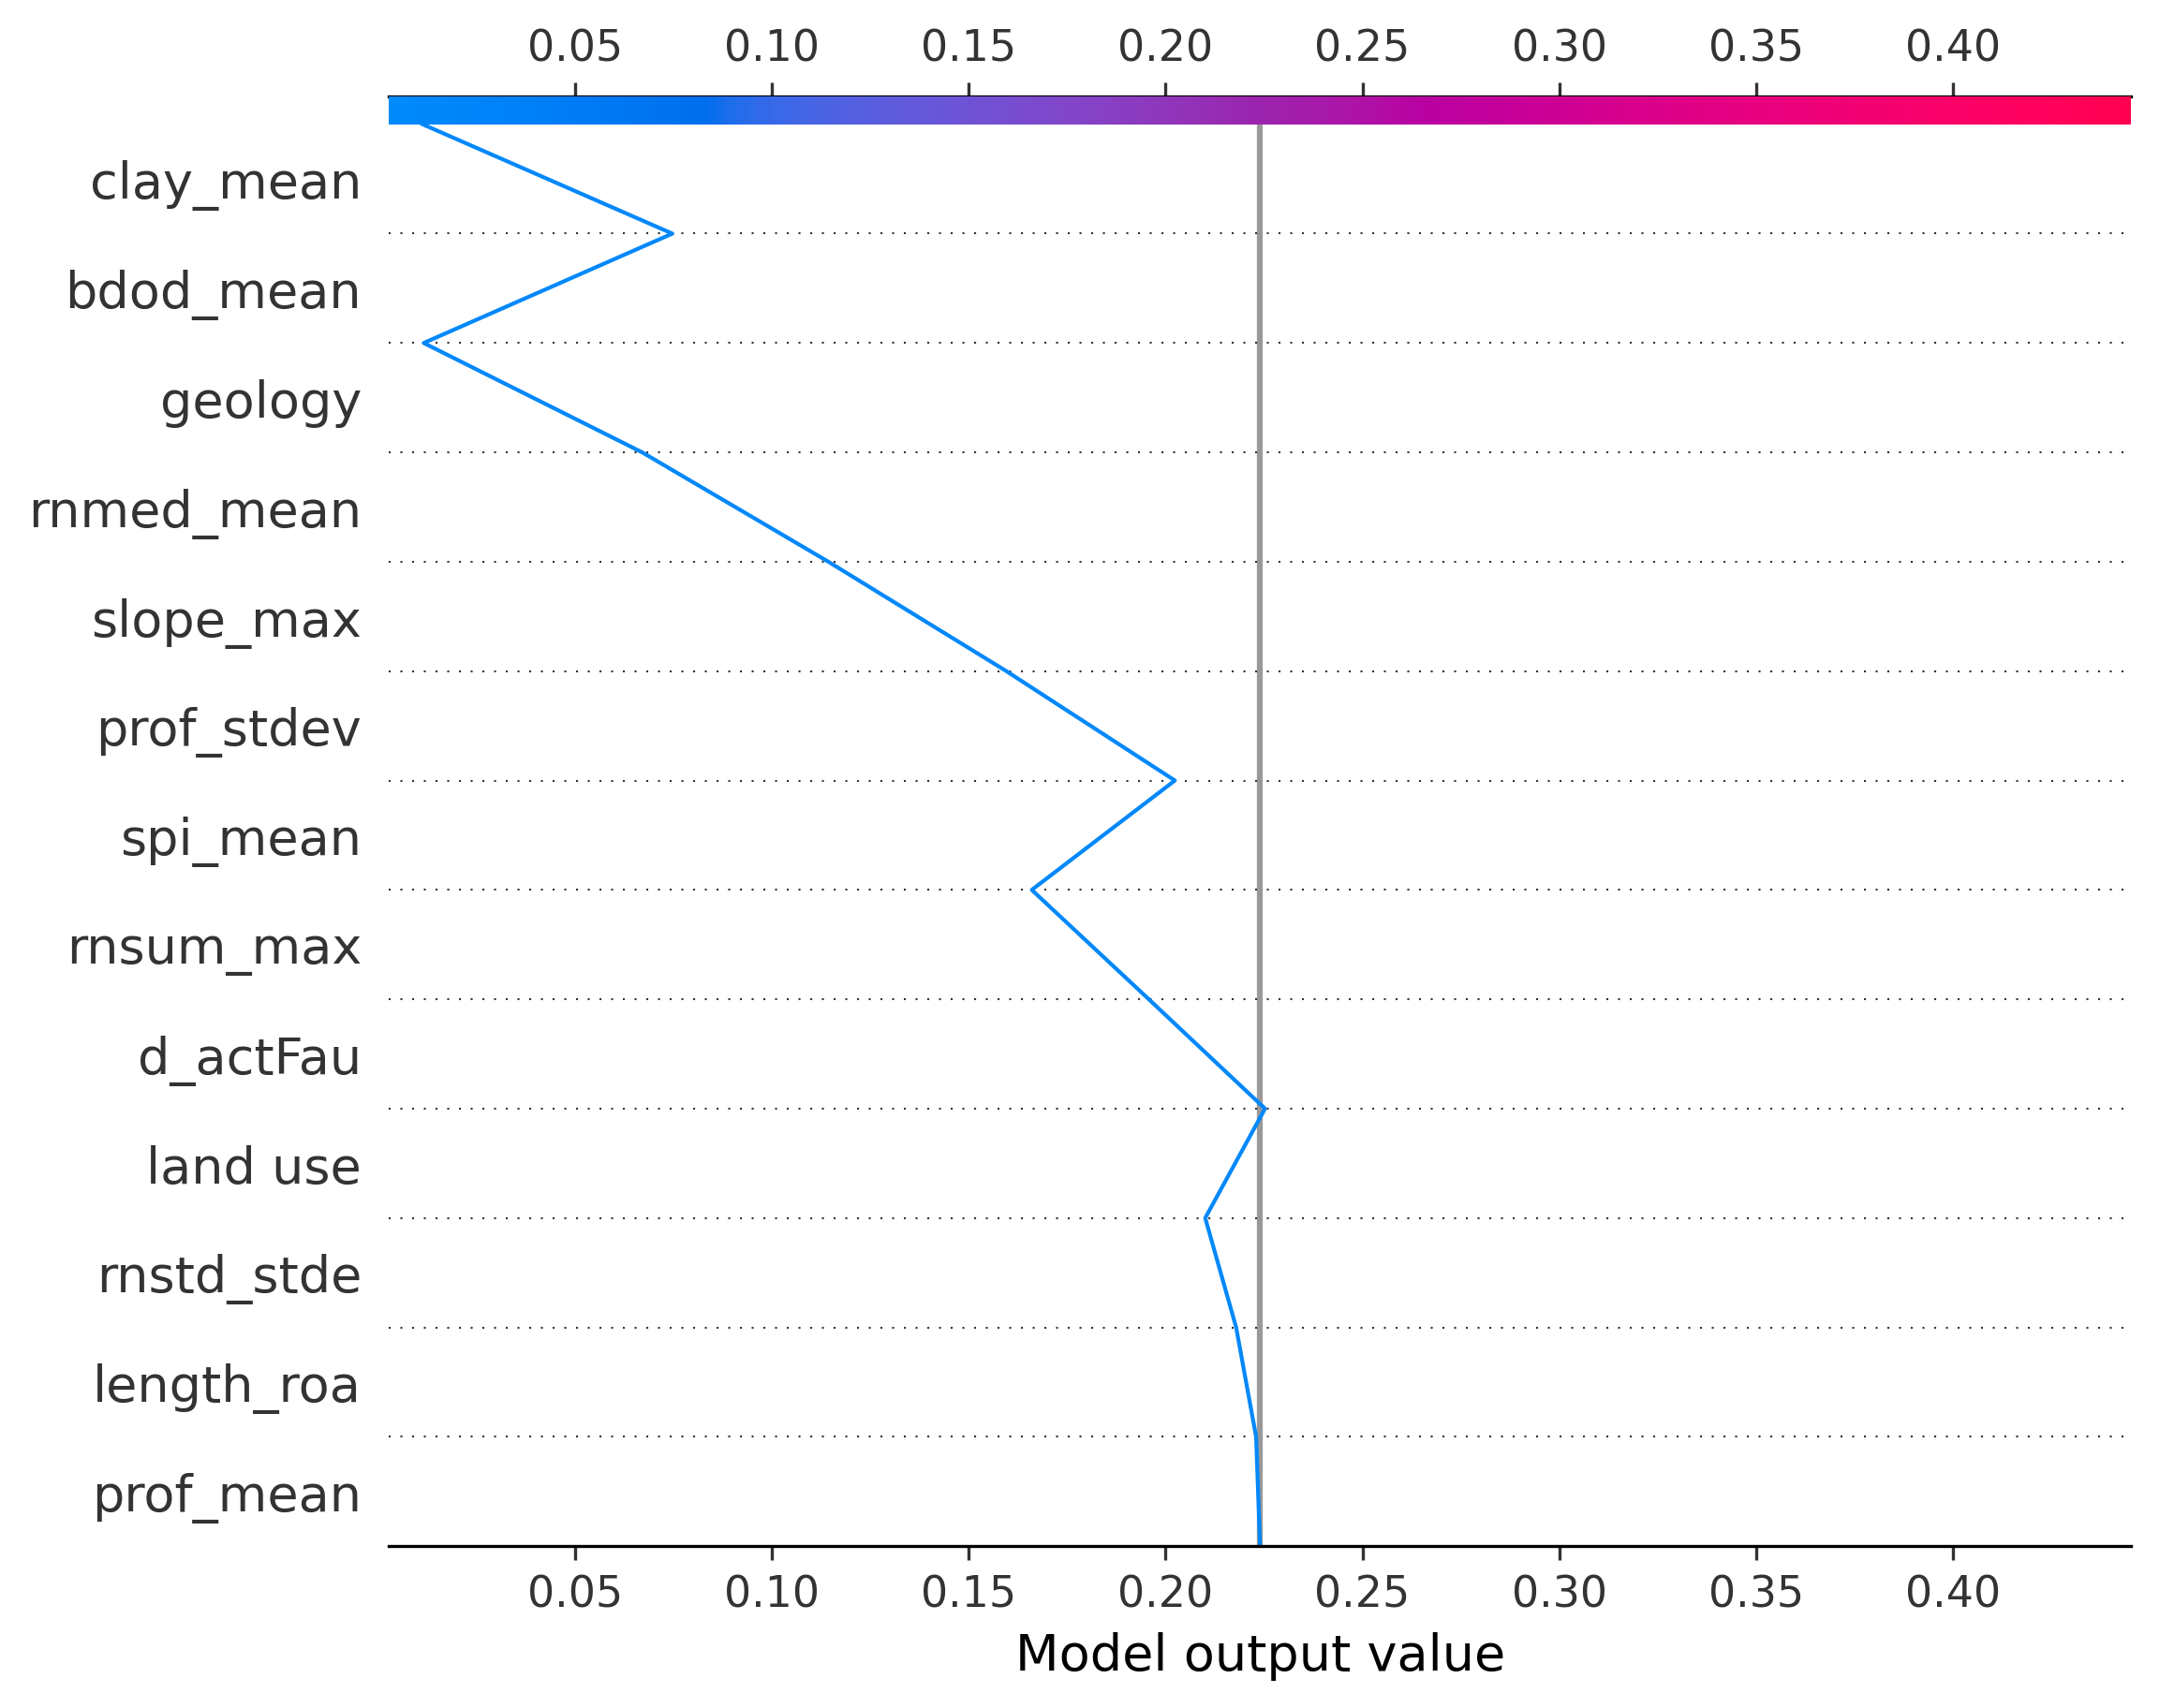 0.05 0.10 0.15 0.20 0.25 0.30 0.35 0.40
clay_mean
bdod_mean
geology
rnmed_mean
slope_max
prof_stdev
spi_mean
rnsum_max
d_actFau
land use
rnstd_stde
length_roa
prof_mean
0.05 0.10 0.15 0.20 0.25 0.30 0.35 0.40
Model output value